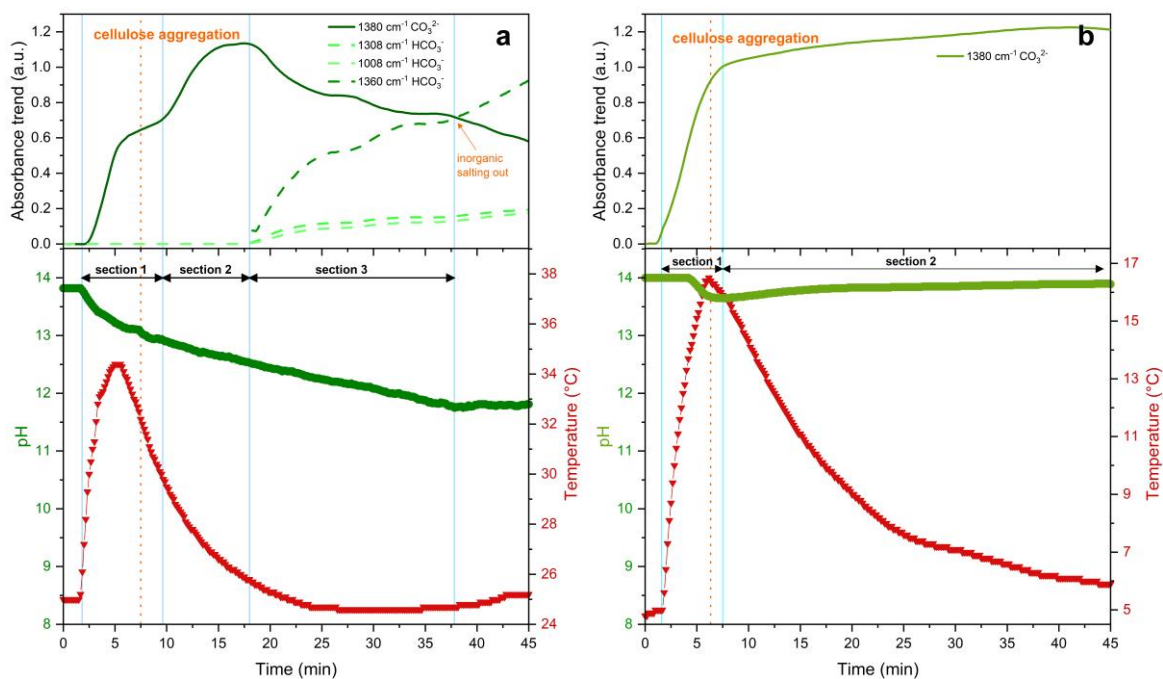 a
cellulose aggregation
1380 cm⁻¹ CO₃²⁻
1308 cm⁻¹ HCO₃⁻
1008 cm⁻¹ HCO₃⁻
1360 cm⁻¹ HCO₃⁻
inorganic
salting out
Absorbance trend (a.u.)
1.2
1.0
0.8
0.6
0.4
0.2
0.0
section 1
section 2
section 3
pH
14
13
12
11
10
9
8
Temperature (°C)
38
36
34
32
30
28
26
24
0
5
10
15
20
25
30
35
40
45
Time (min)
b
cellulose aggregation
1380 cm⁻¹ CO₃²⁻
Absorbance trend (a.u.)
1.2
1.0
0.8
0.6
0.4
0.2
0.0
section 1
section 2
pH
14
13
12
11
10
9
8
Temperature (°C)
17
15
13
11
9
7
5
0
5
10
15
20
25
30
35
40
45
Time (min)